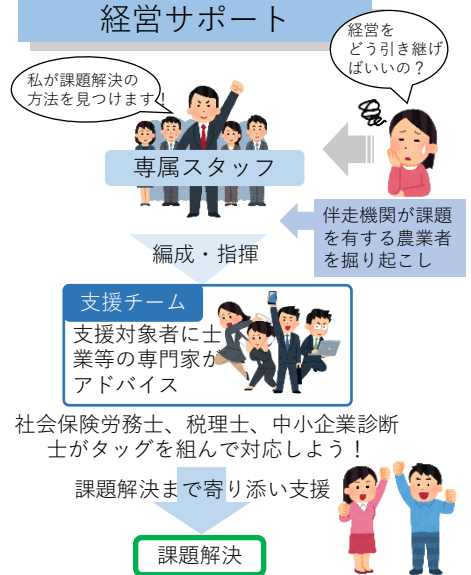 経営サポート
経営を
どう引き継げ
ばいいの？
私が課題解決の
方法を見つけます！
専属スタッフ
伴走機関が課題
を有する農業者
を掘り起こし
編成・指揮
支援チーム
支援対象者に士
業等の専門家が
アドバイス
社会保険労務士、税理士、中小企業診断
士がタッグを組んで対応しよう！
課題解決まで寄り添い支援
課題解決